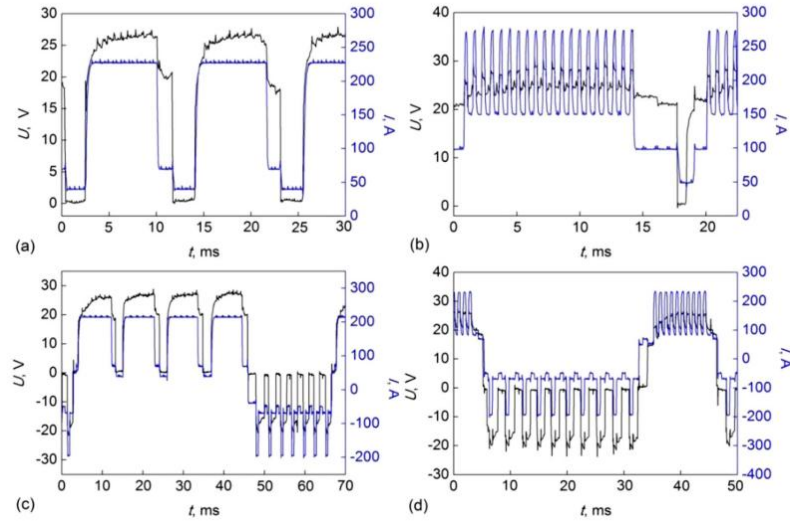 30 25 20 15 10 5 0
U, V
300 250 200 150 100 50 0
I, A
0 5 10 15 20 25 30
t, ms
(a)
40 30 20 10 0
U, V
300 250 200 150 100 50 0
I, A
0 5 10 15 20
t, ms
(b)
30 20 10 0 -10 -20 -30
U, V
300 200 100 0 -100 -200
I, A
0 10 20 30 40 50 60 70
t, ms
(c)
40 30 20 10 0 -10 -20 -30
U, V
300 200 100 0 -100 -200 -300 -400
I, A
0 10 20 30 40 50
t, ms
(d)